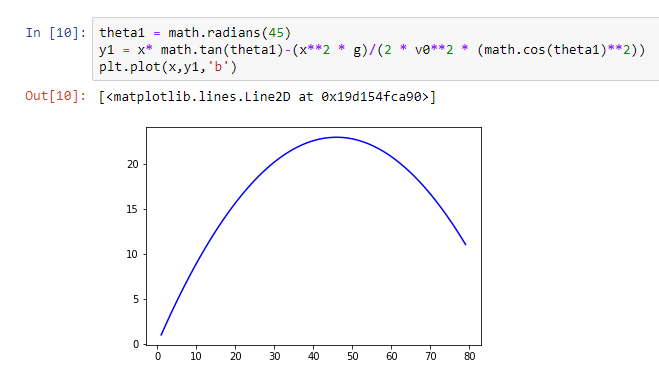 In [10]: theta1 = math.radians(45)
y1 = x* math.tan(theta1)-(x**2 * g)/(2 * v0**2 * (math.cos(theta1)**2))
plt.plot(x,y1,'b')
Out[10]: [<matplotlib.lines.Line2D at 0x19d154fca90>]
20
15
10
5
0
0 10 20 30 40 50 60 70 80